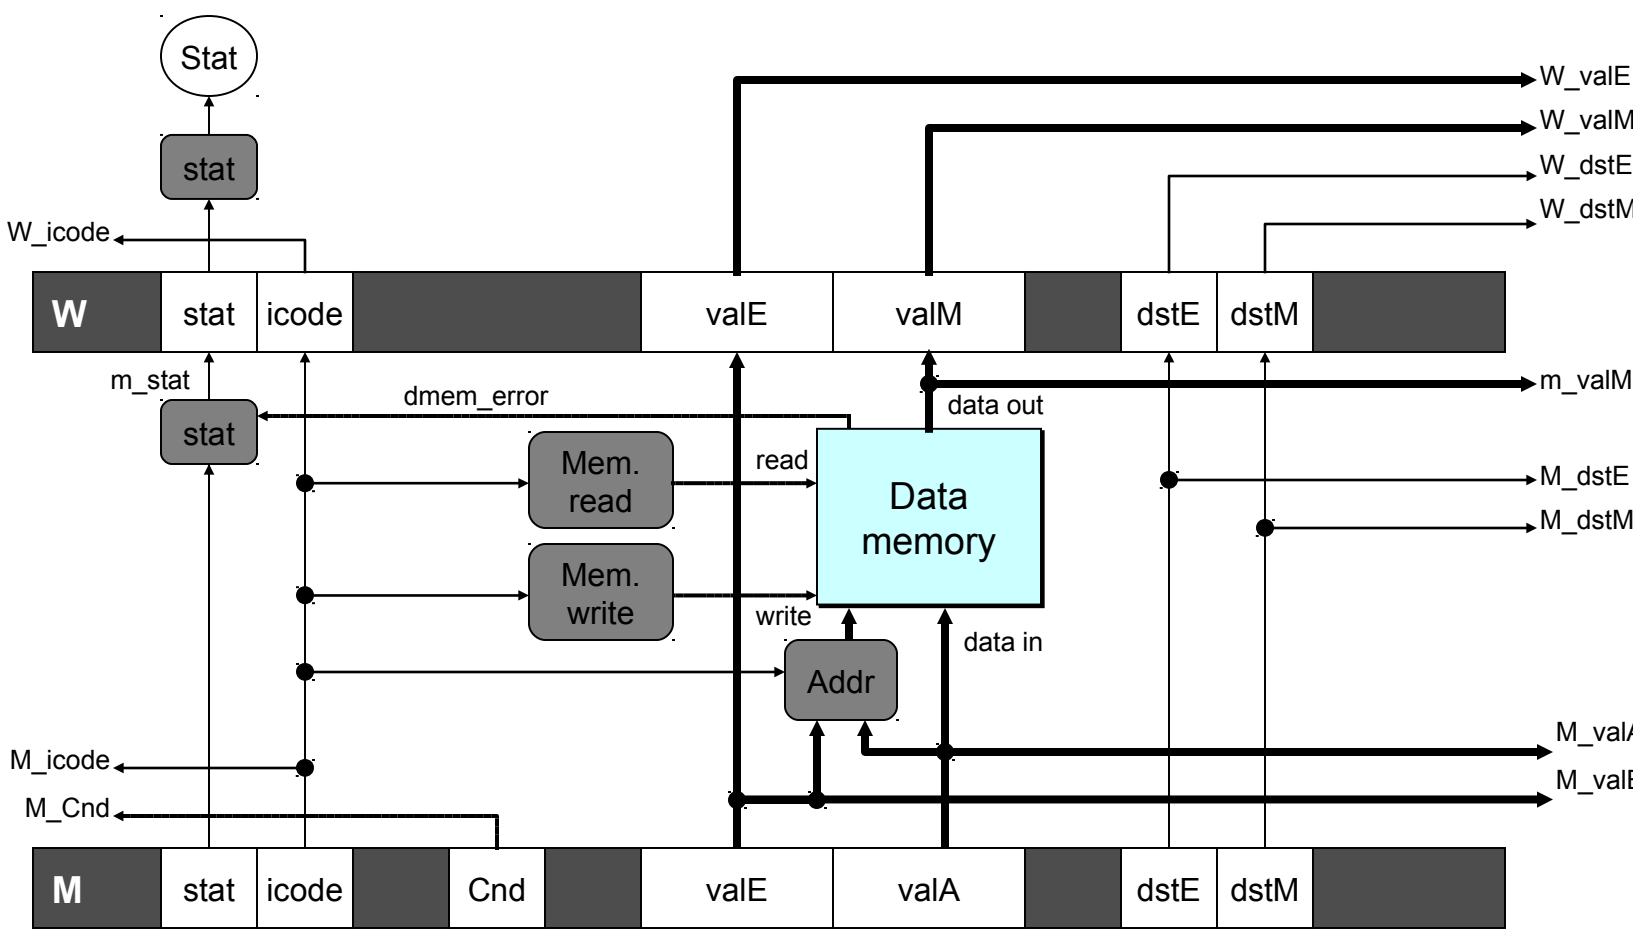 Stat
W_valE
W_valM
stat
W_dstE
W_dstM
W_icode
W stat icode valE valM dstE dstM
m_stat
dmem_error
m_valM
data out
stat
Mem.
read
read
Data
memory
M_dstE
M_dstM
Mem.
write
write
data in
Addr
M_valA
M_icode
M_valE
M_Cnd
M stat icode Cnd valE valA dstE dstM